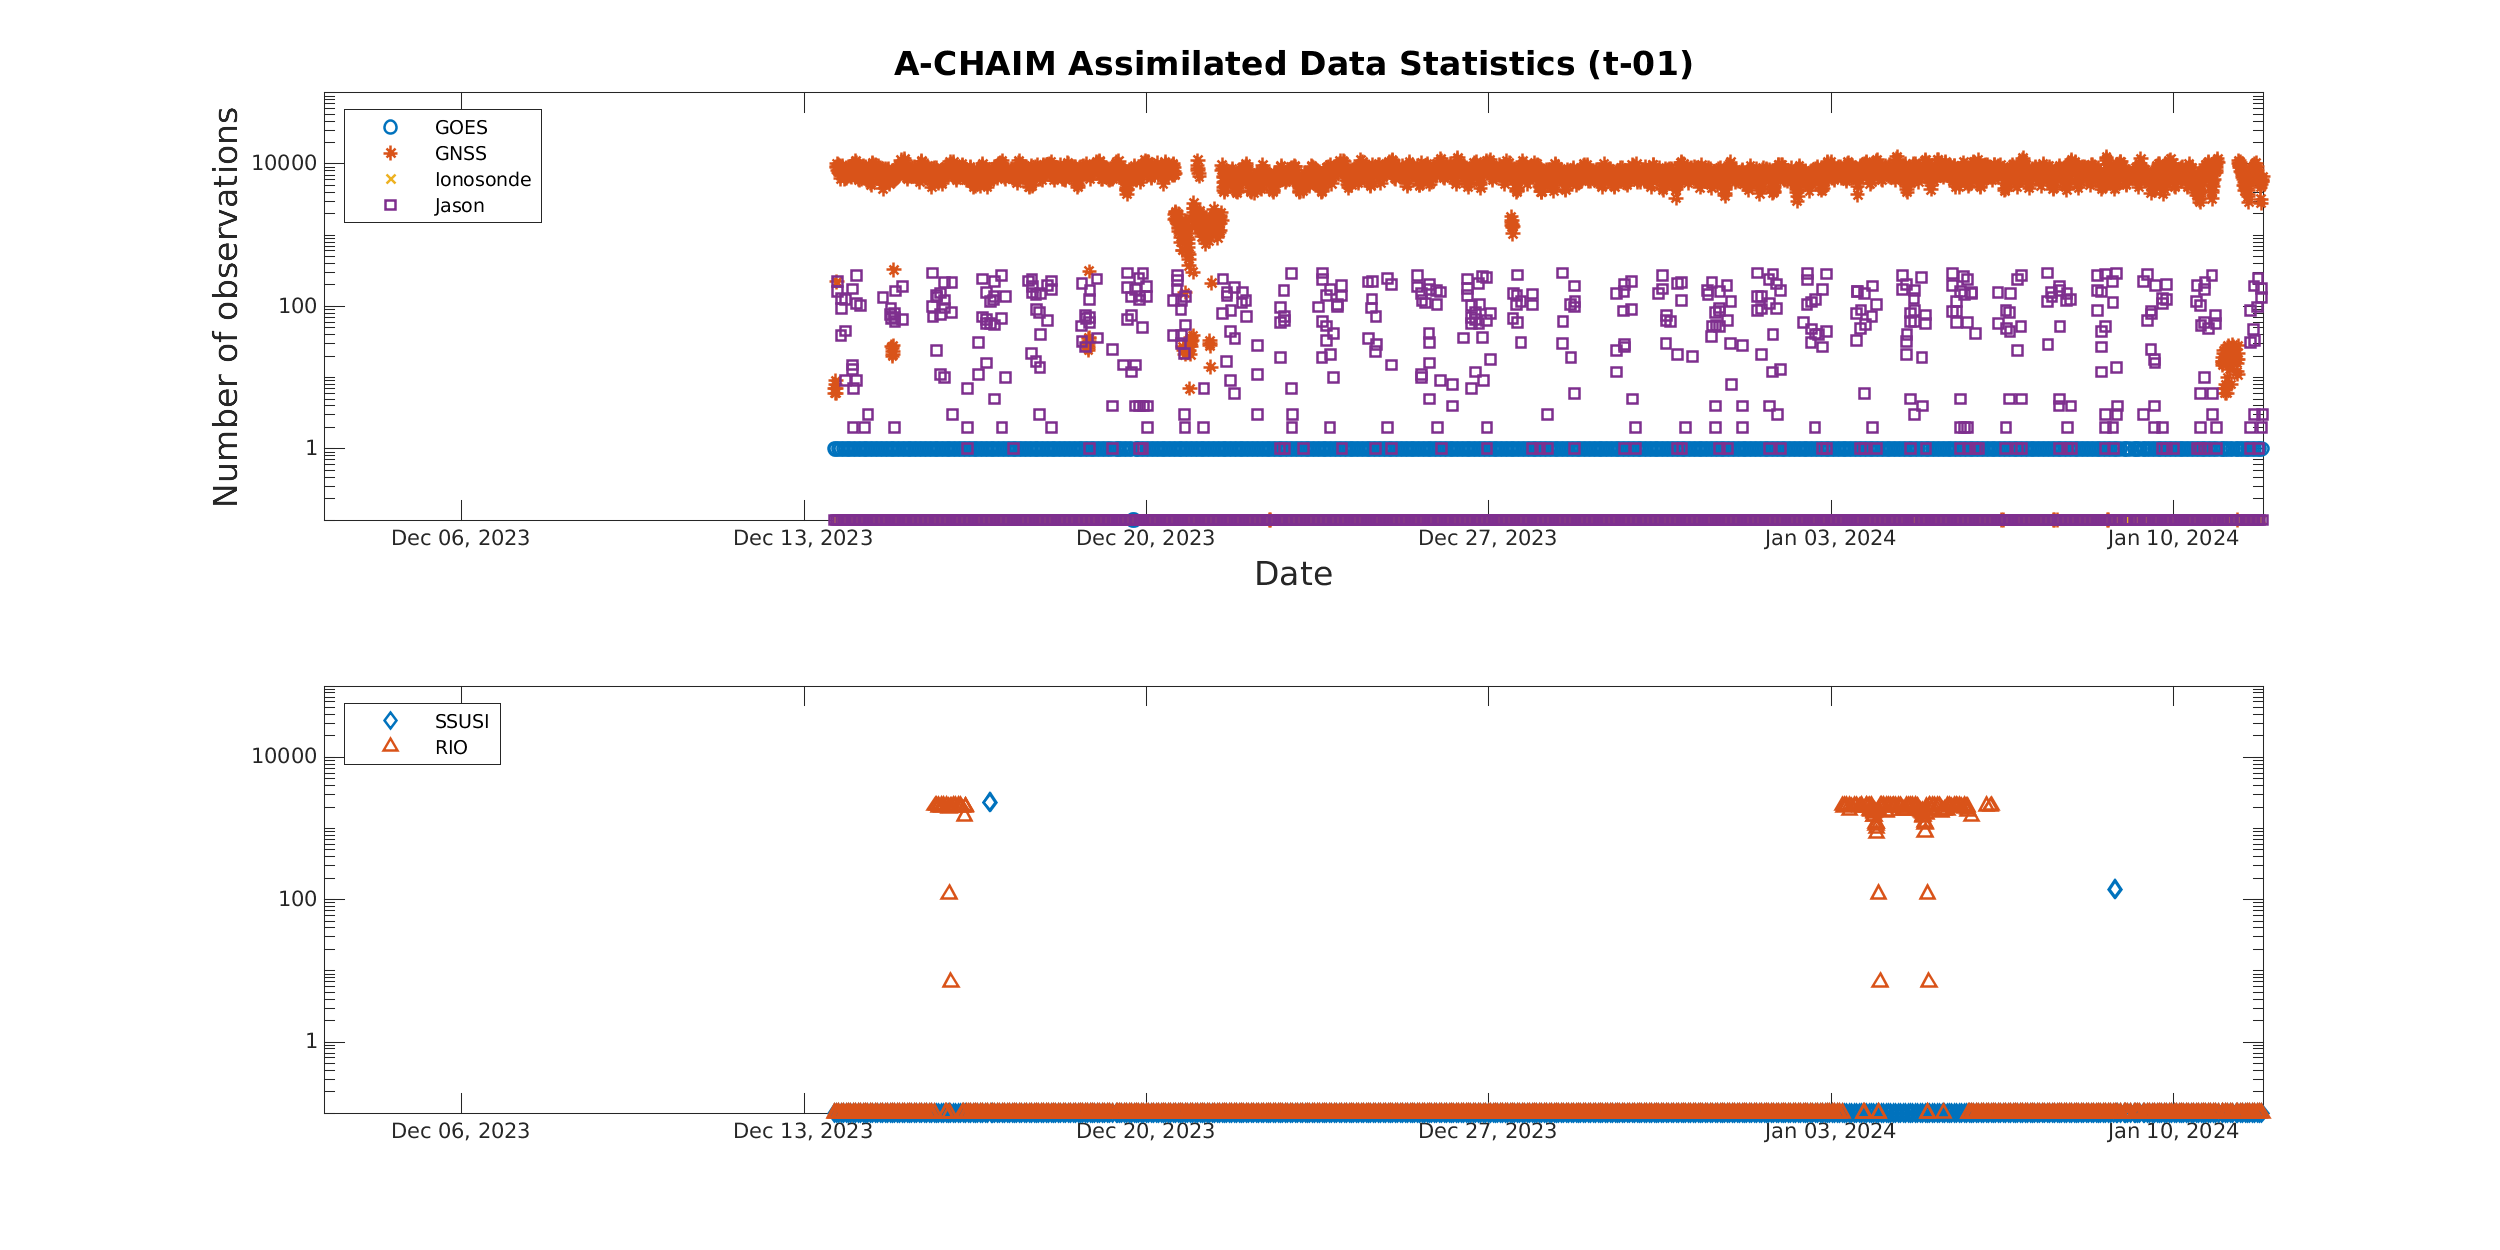 A-CHAIM Assimilated Data Statistics (t-01)
Number of observations
10000
100
1
GOES
GNSS
Ionosonde
Jason
Dec 06, 2023
Dec 13, 2023
Dec 20, 2023
Dec 27, 2023
Jan 03, 2024
Jan 10, 2024
Date
10000
100
1
SSUSI
RIO
Dec 06, 2023
Dec 13, 2023
Dec 20, 2023
Dec 27, 2023
Jan 03, 2024
Jan 10, 2024